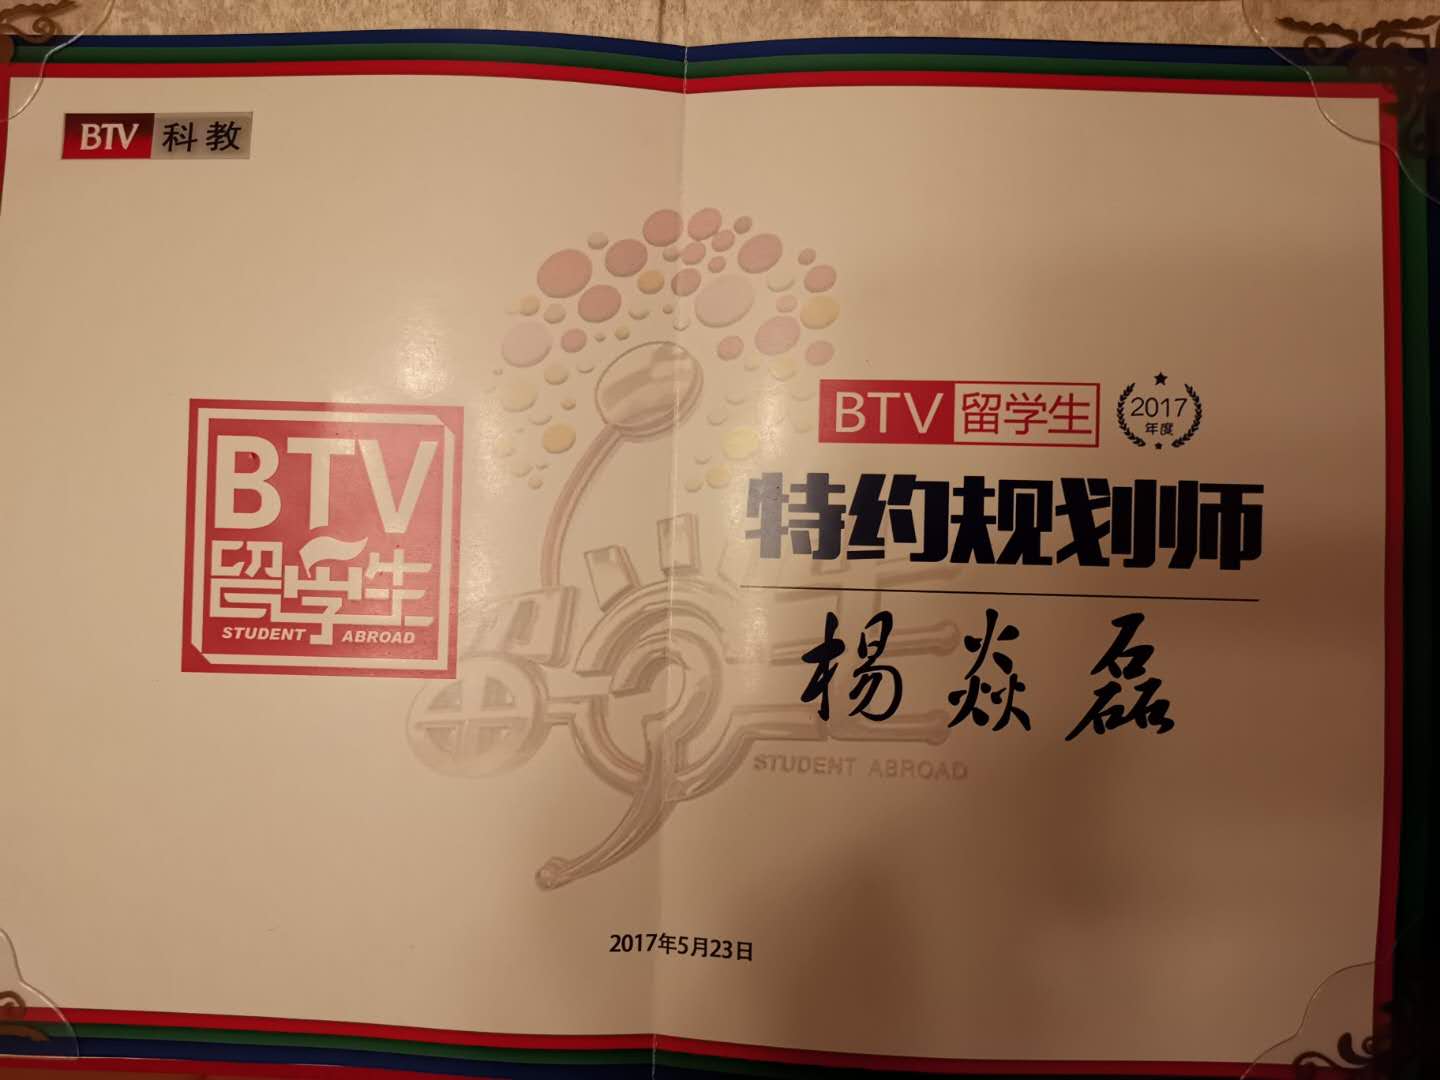 BTV 科教
BTV
留学生
STUDENT ABROAD
BTV 留学生
2017
年度
特约规划师
杨焱磊
STUDENT ABROAD
2017年5月23日